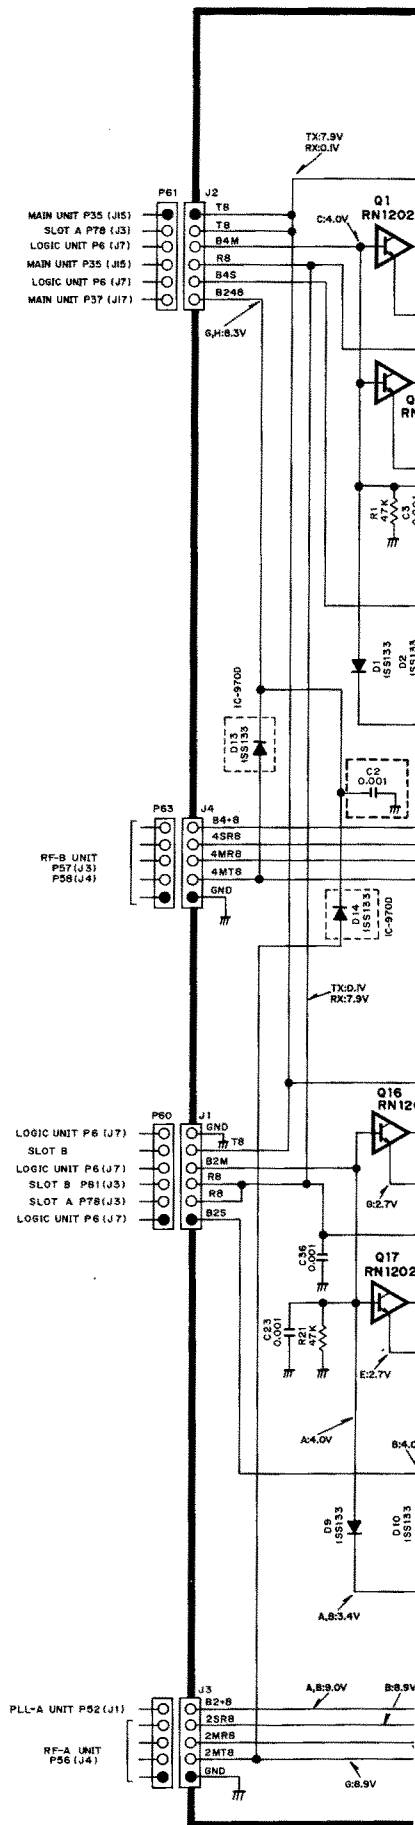 TX:7.9V
RX:0.1V
P61 J2
Q1
RN1202
C:4.0V
MAIN UNIT P35 (J15) T8
SLOT A P78 (J3) T8
LOGIC UNIT P6 (J7) B4M
MAIN UNIT P35 (J15) R8
LOGIC UNIT P6 (J7) B4S
MAIN UNIT P37 (J17) B248
G,H:8.3V
R1
47K
C3
D1
1SS133
D2
1SS133
IC-970D
D13
1SS133
C2
0.001
P63 J4
B4+8
4SR8
4MR8
4MT8
GND
RF-B UNIT
P57(J3)
P58(J4)
D14
1SS133
IC-970D
TX:0.1V
RX:7.9V
Q16
P60 J1
LOGIC UNIT P6 (J7) GND
SLOT B T8
LOGIC UNIT P6(J7) B2M
SLOT B P81(J3) R8
SLOT A P78(J3) R8
LOGIC UNIT P6(J7) B2S
G:2.7V
C36
0.001
Q17
RN1202
C23
0.001
R21
47K
E:2.7V
A:4.0V
D9
1SS133
D10
1SS133
A,B:3.4V
J3
PLL-A UNIT P52(J1) B2+8
A,B:9.0V B:8.9V
2SR8
2MR8
2MT8
GND
RF-A UNIT
P56(J4)
G:8.9V